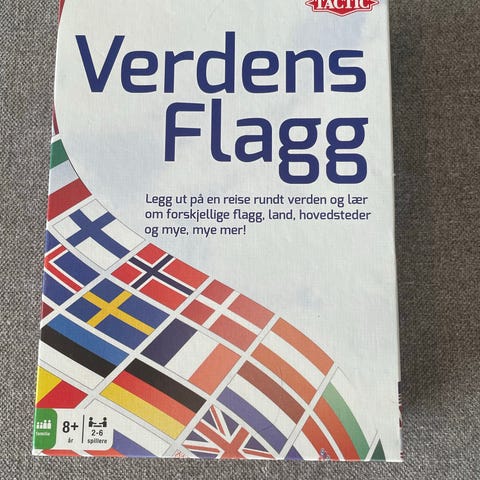 TACTIC
Verdens
Flagg
Legg ut på en reise rundt verden og lær
om forskjellige flagg, land, hovedsteder
og mye, mye mer!
familie
8+
år
2-6
spillere